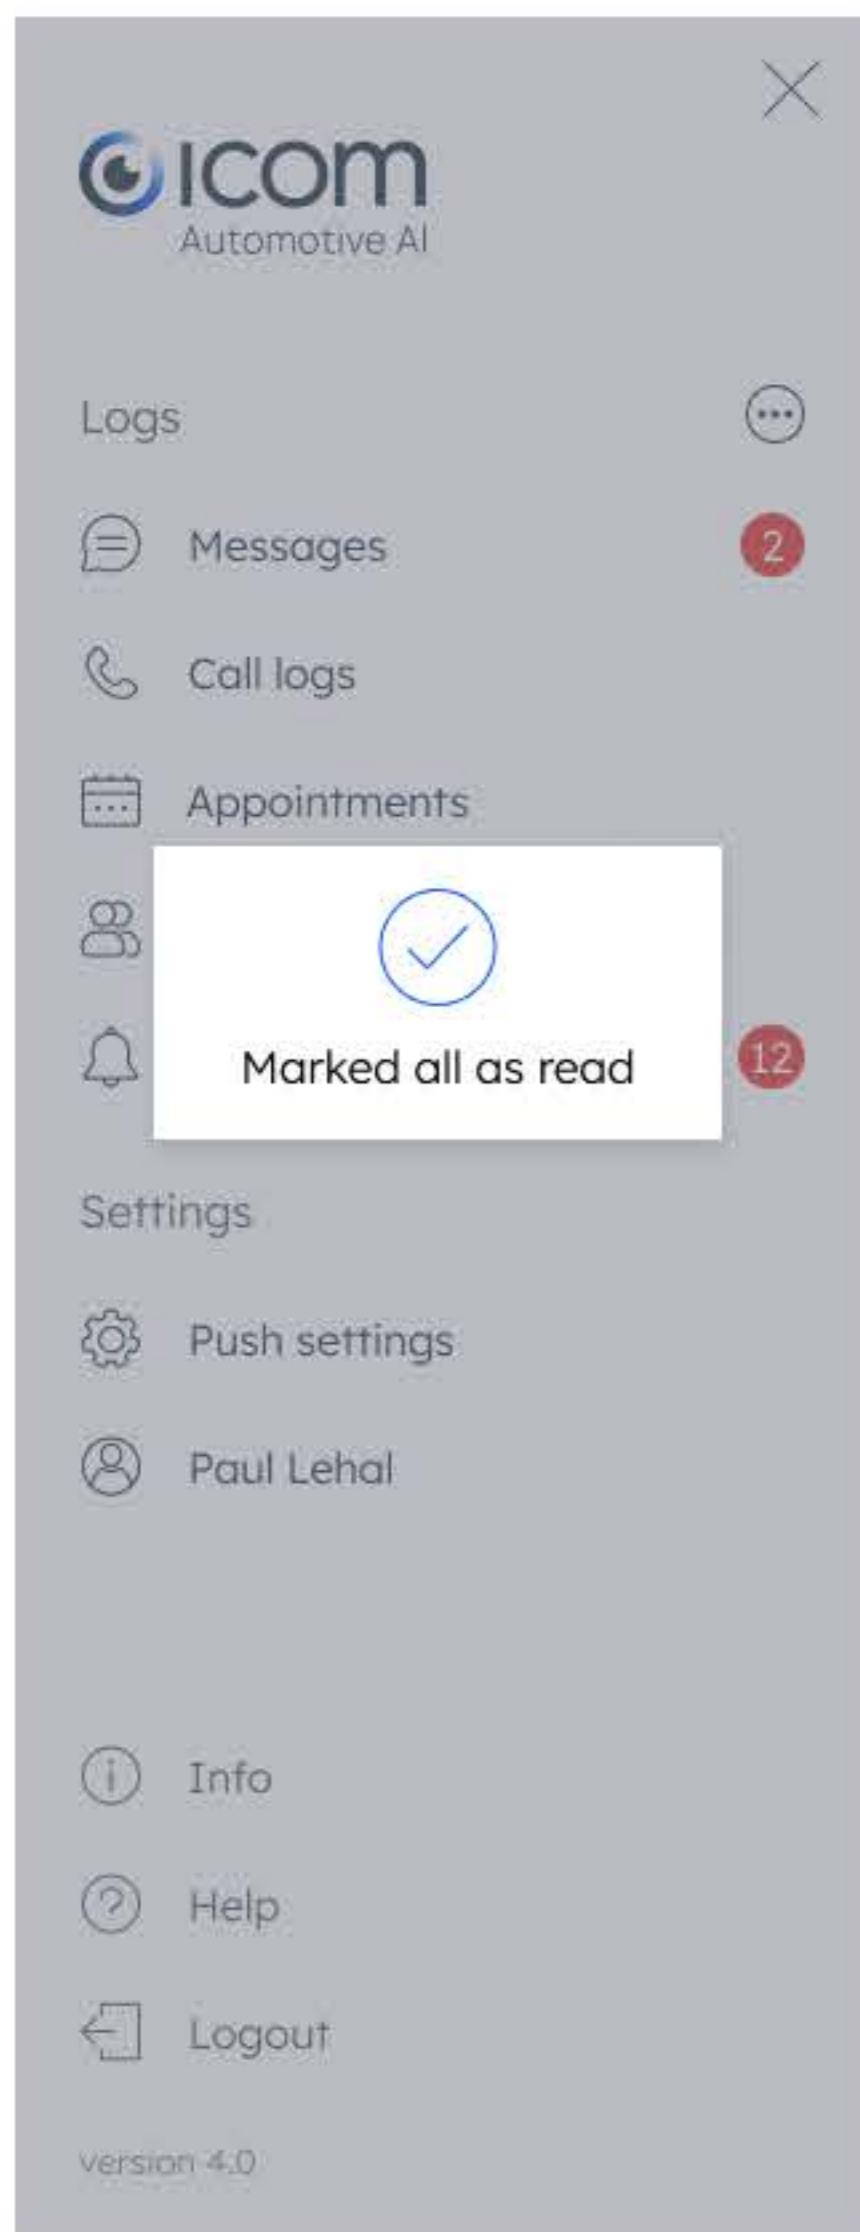 icom
Automotive AI
Logs
Messages
2
Call logs
Appointments
12
Marked all as read
Settings
Push settings
Paul Lehal
Info
Help
Logout
version 4.0